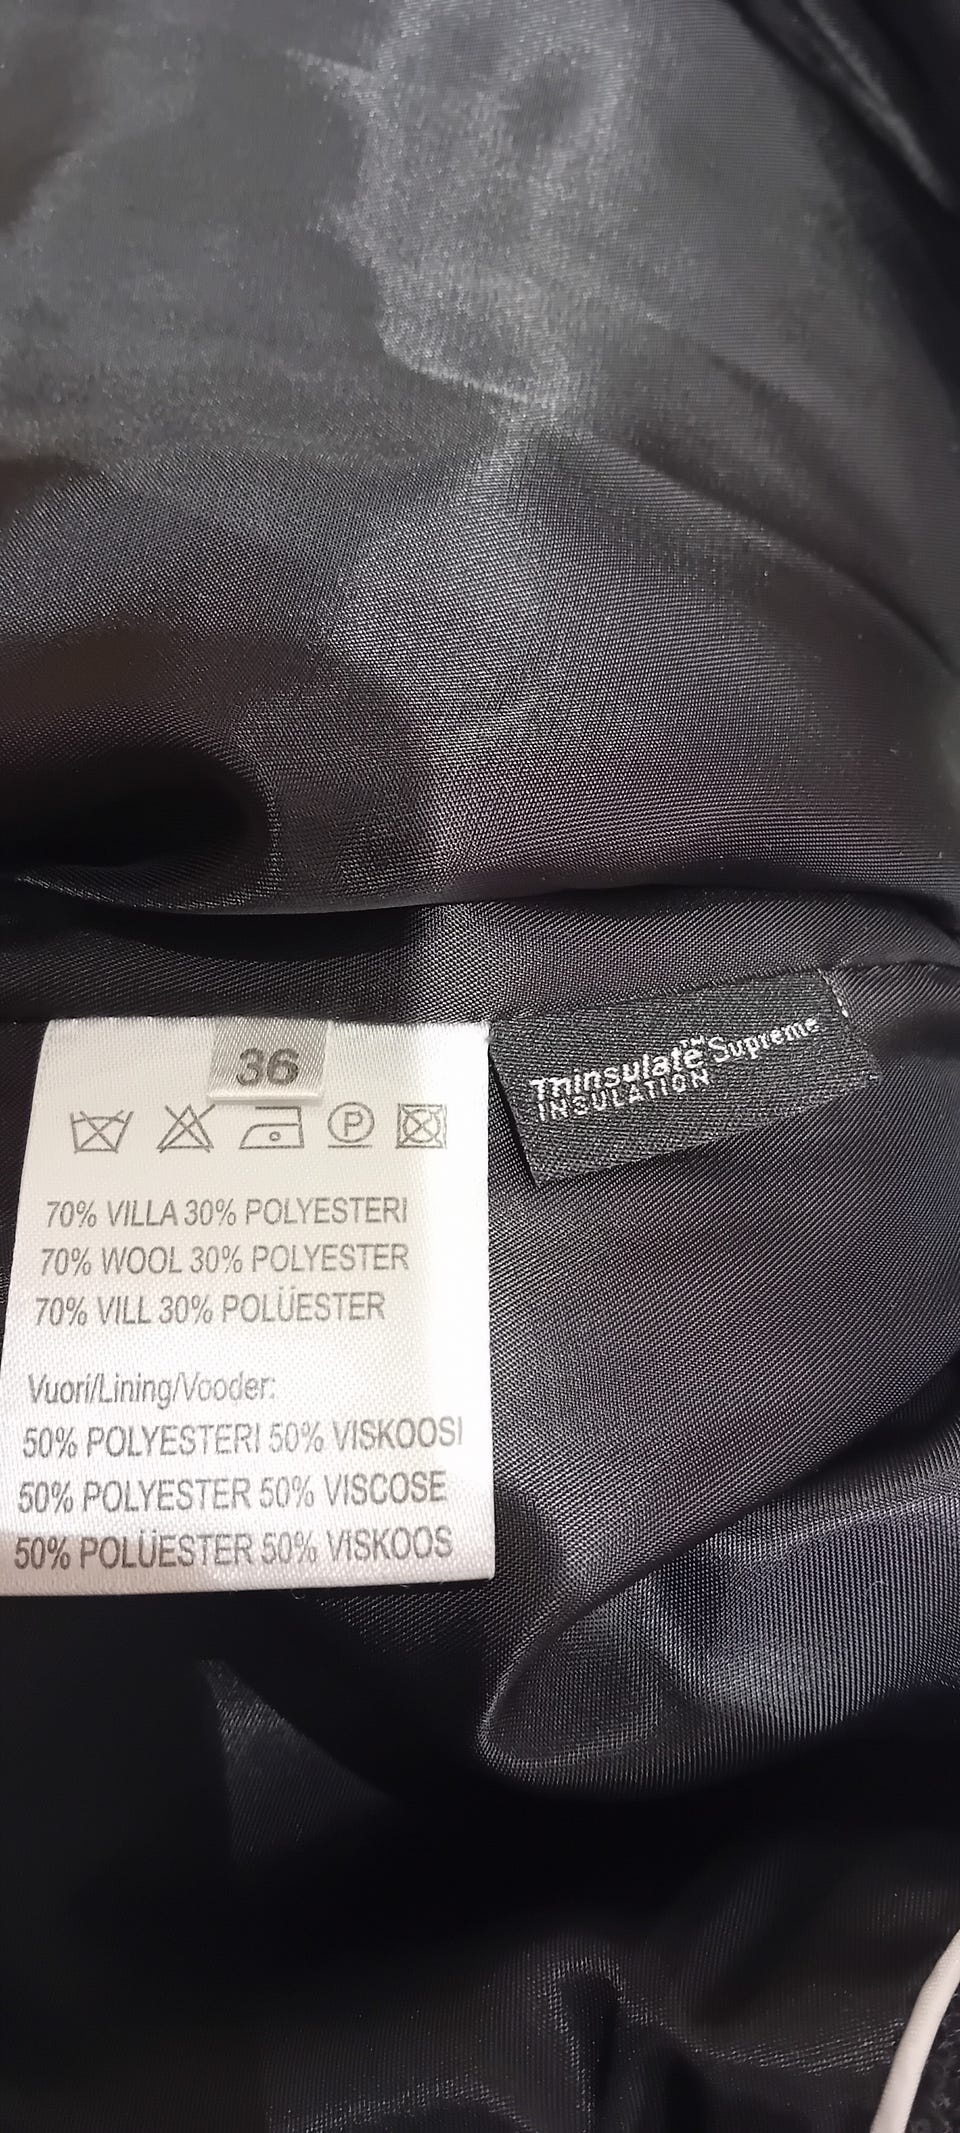 36
P
70% VILLA 30% POLYESTERI
70% WOOL 30% POLYESTER
70% VILL 30% POLÜESTER
Vuori/Lining/Vooder:
50% POLYESTERI 50% VISKOOSI
50% POLYESTER 50% VISCOSE
50% POLÜESTER 50% VISKOOS
Thinsulate™ Supreme
INSULATION